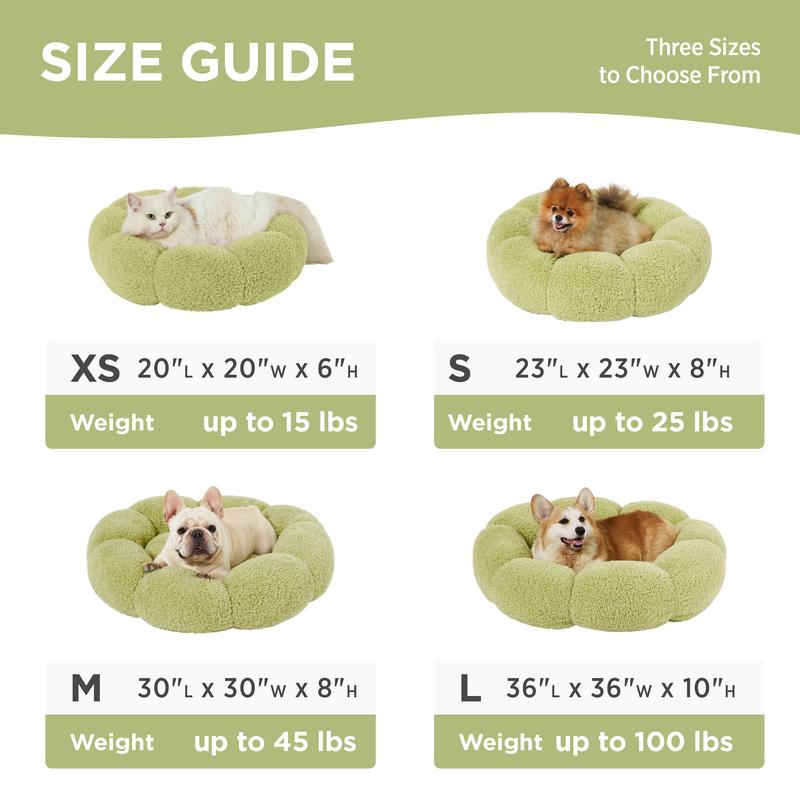 SIZE GUIDE
Three Sizes
to Choose From
XS 20"L x 20"W x 6"H
Weight up to 15 lbs
S 23"L x 23"W x 8"H
Weight up to 25 lbs
M 30"L x 30"W x 8"H
Weight up to 45 lbs
L 36"L x 36"W x 10"H
Weight up to 100 lbs